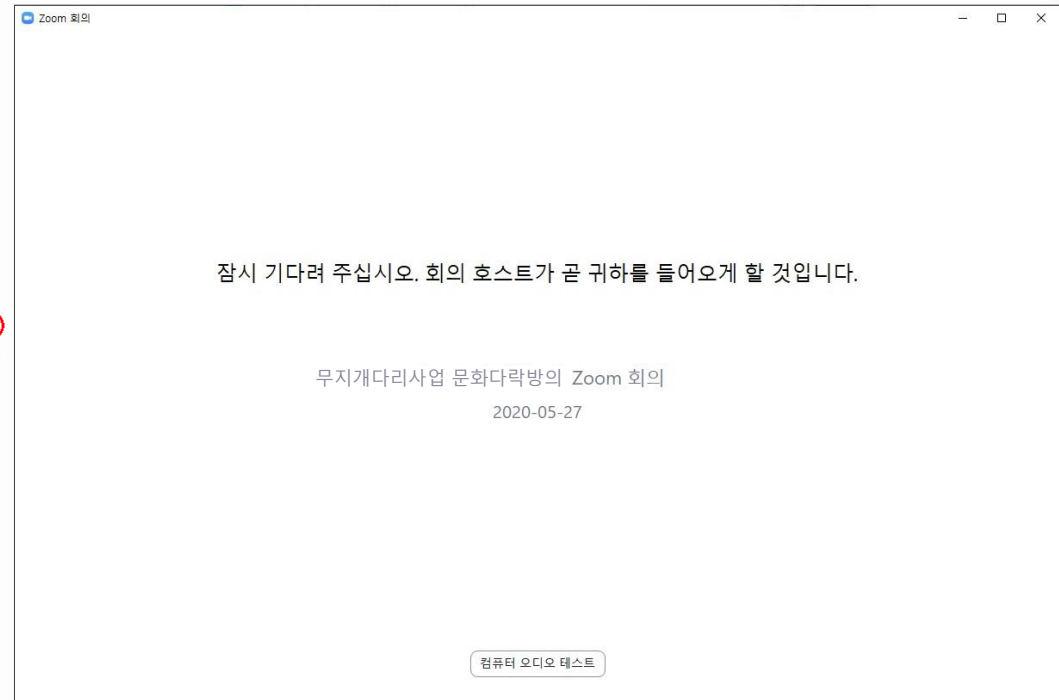 Zoom 회의
잠시 기다려 주십시오. 회의 호스트가 곧 귀하를 들어오게 할 것입니다.
무지개다리사업 문화다락방의 Zoom 회의
2020-05-27
컴퓨터 오디오 테스트